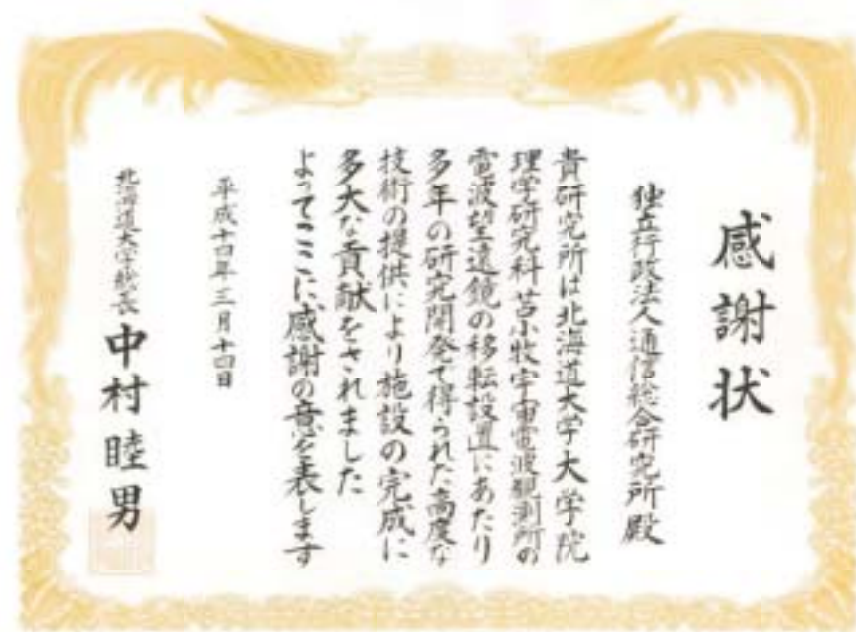 感謝状
独立行政法人通信総合研究所殿
貴研究所は北海道大学大学院
理学研究科苫小牧宇宙電波観測所の
電波望遠鏡の移転設置にあたり
多年の研究開発で得られた高度な
技術の提供により施設の完成に
多大な貢献をされました
よってここに感謝の意を表します
平成十四年三月十四日
北海道大学総長 中村睦男